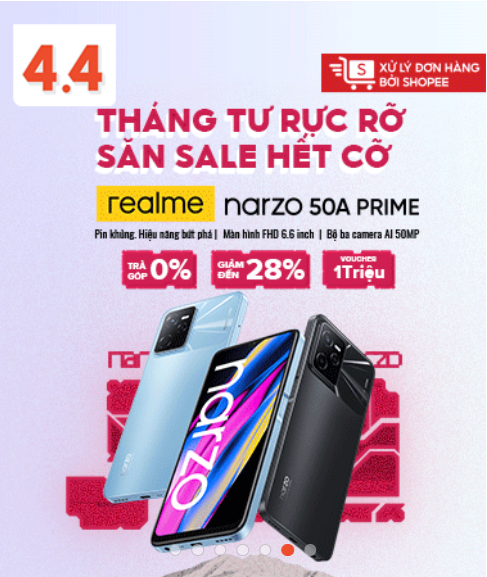 4.4
XỬ LÝ ĐƠN HÀNG
BỞI SHOPEE
THÁNG TƯ RỰC RỠ
SĂN SALE HẾT CỠ
realme narzo 50A PRIME
Pin khủng. Hiệu năng bứt phá | Màn hình FHD 6.6 inch | Bộ ba camera AI 50MP
TRẢ GÓP 0%
GIẢM ĐẾN 28%
VOUCHER
1Triệu
narzo
narzo
narzo